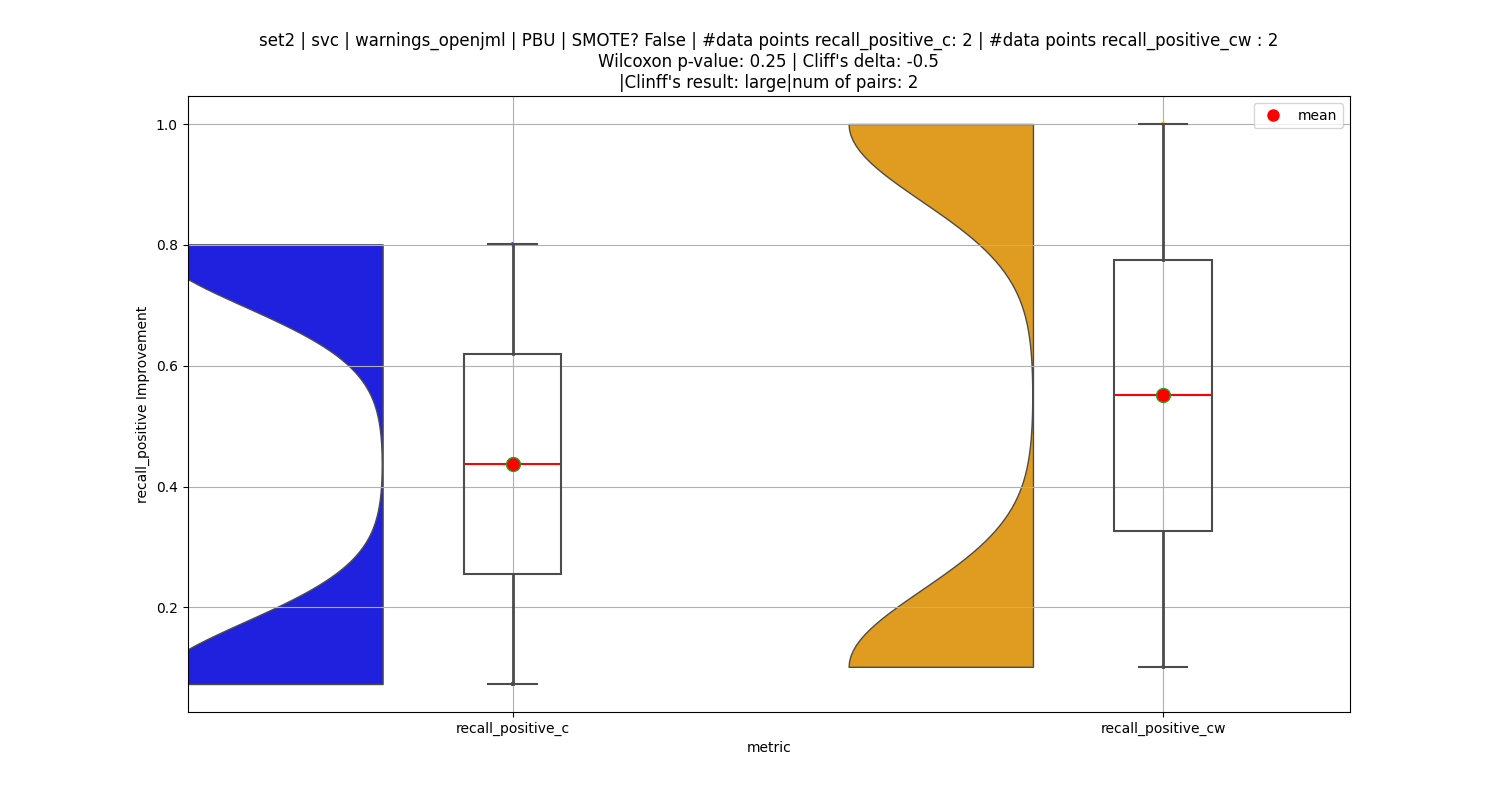 set2 | svc | warnings_openjml | PBU | SMOTE? False | #data points recall_positive_c: 2 | #data points recall_positive_cw : 2
Wilcoxon p-value: 0.25 | Cliff's delta: -0.5
|Clinff's result: large|num of pairs: 2
mean
1.0
0.8
0.6
0.4
0.2
recall_positive Improvement
recall_positive_c
recall_positive_cw
metric